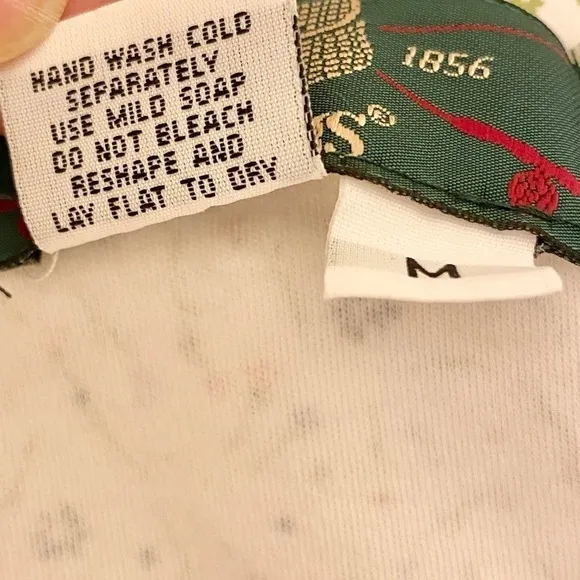 HAND WASH COLD
SEPARATELY
USE MILD SOAP
DO NOT BLEACH
RESHAPE AND
LAY FLAT TO DRY
1856
M